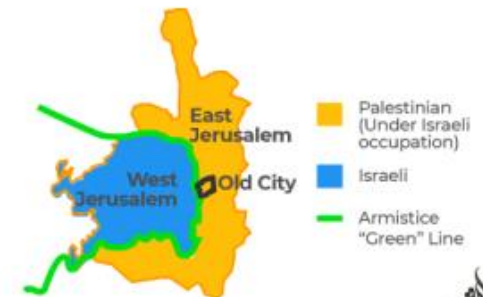 East
Jerusalem
West
Jerusalem
Old City
Palestinian
(Under Israeli
occupation)
Israeli
Armistice
“Green” Line